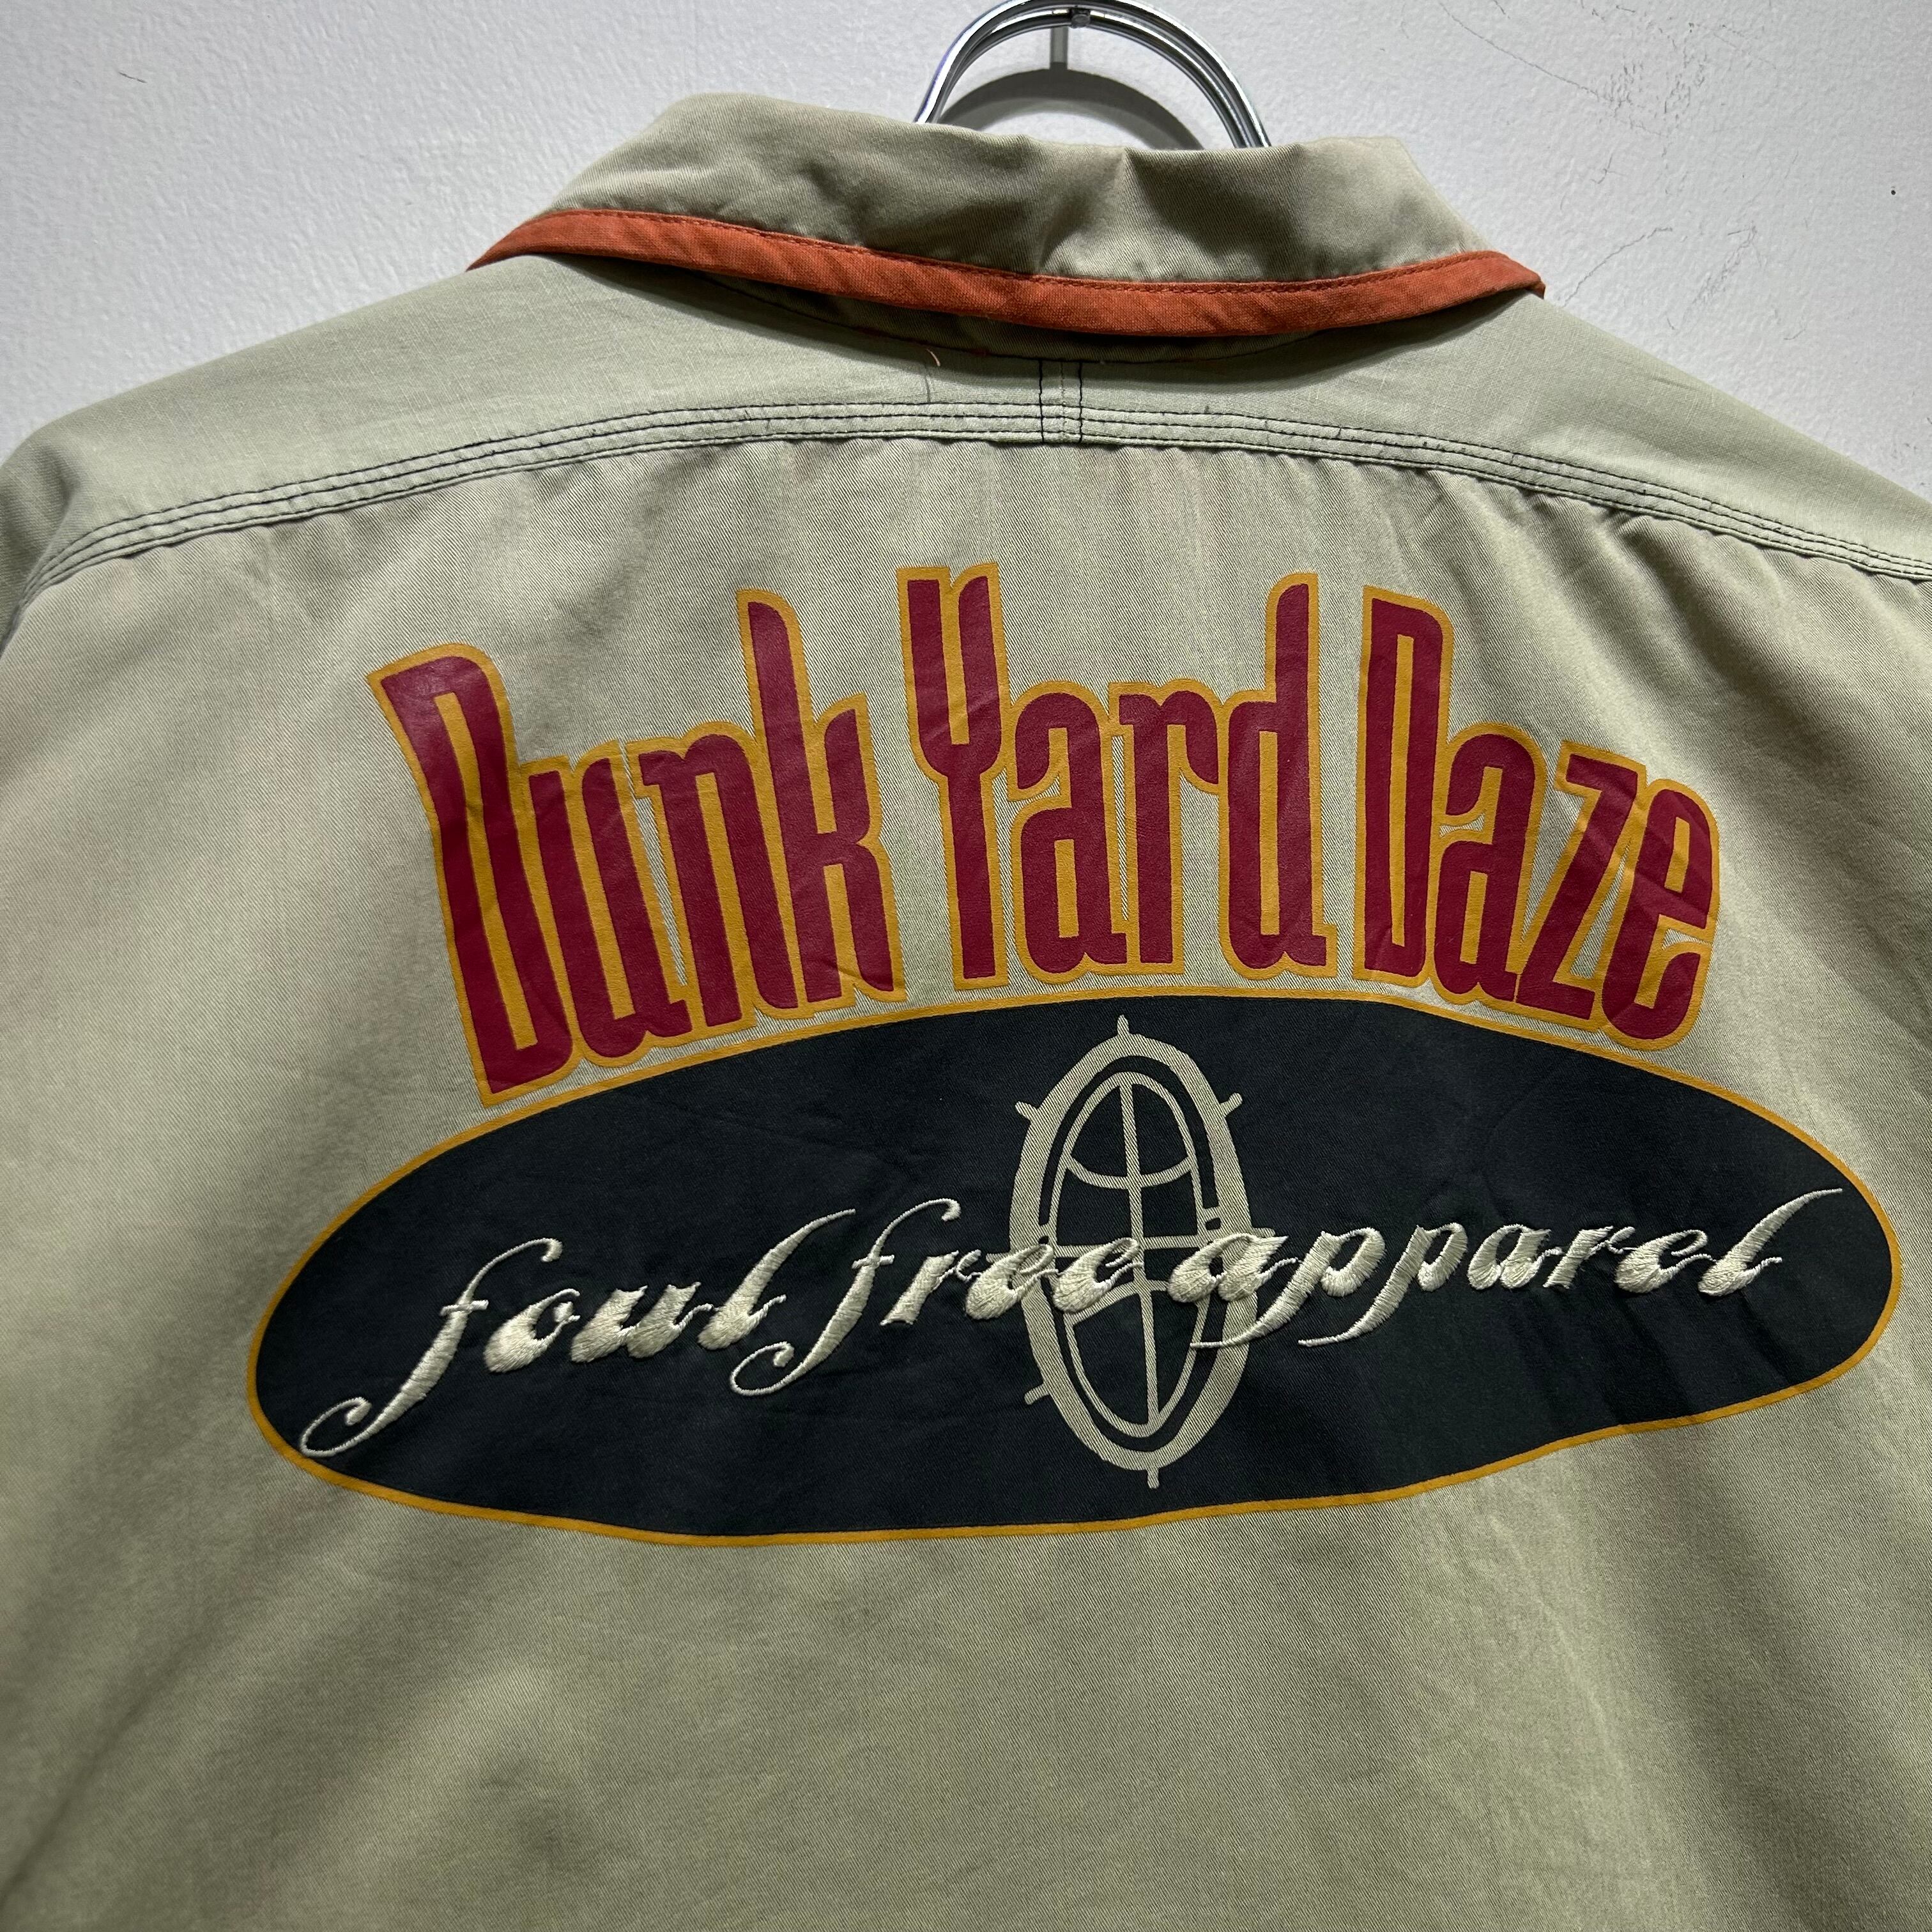 Dunk Yard Daze
foul free apparel